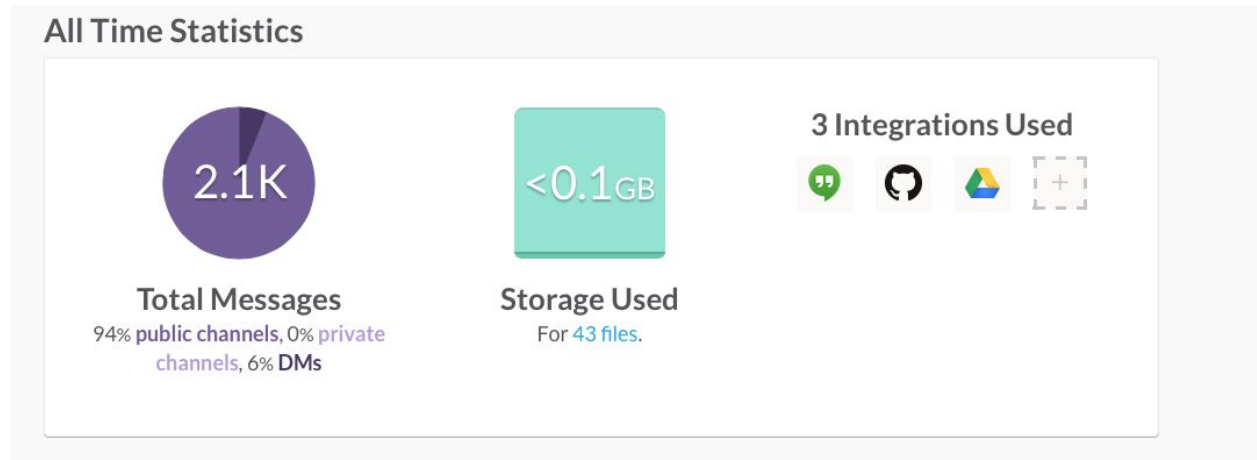 All Time Statistics
2.1K
Total Messages
94% public channels, 0% private
channels, 6% DMs
<0.1GB
Storage Used
For 43 files.
3 Integrations Used
+